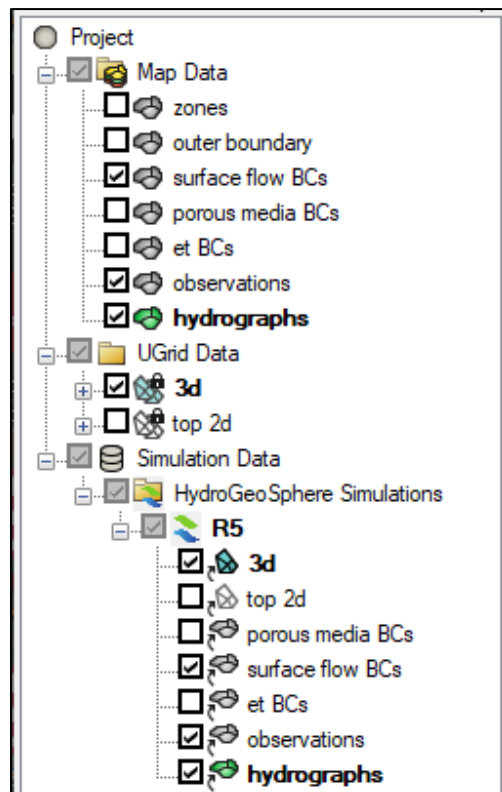 Project
Map Data
zones
outer boundary
surface flow BCs
porous media BCs
et BCs
observations
hydrographs
UGrid Data
3d
top 2d
Simulation Data
HydroGeoSphere Simulations
R5
3d
top 2d
porous media BCs
surface flow BCs
et BCs
observations
hydrographs